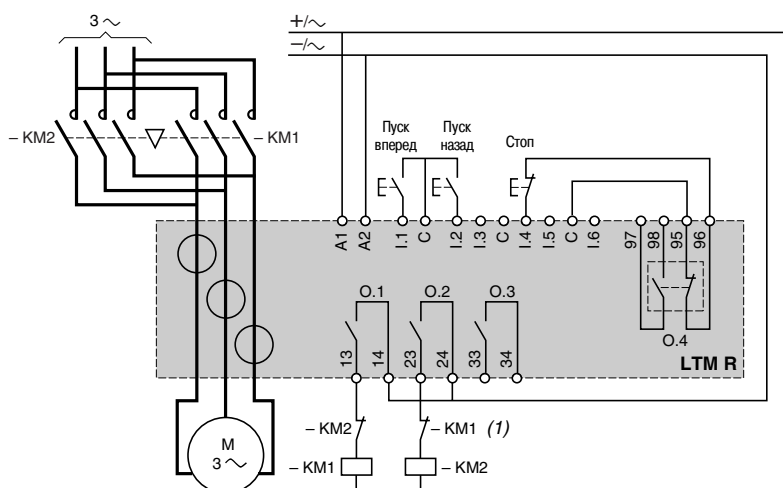 3 ~
+/~
−/~
– KM2
– KM1
Пуск вперед
Пуск назад
Стоп
A1
A2
I.1
C
I.2
I.3
C
I.4
I.5
C
I.6
97
98
95
96
O.1
O.2
O.3
O.4
13
14
23
24
33
34
LTM R
– KM2
– KM1 (1)
– KM1
– KM2
M
3 ~